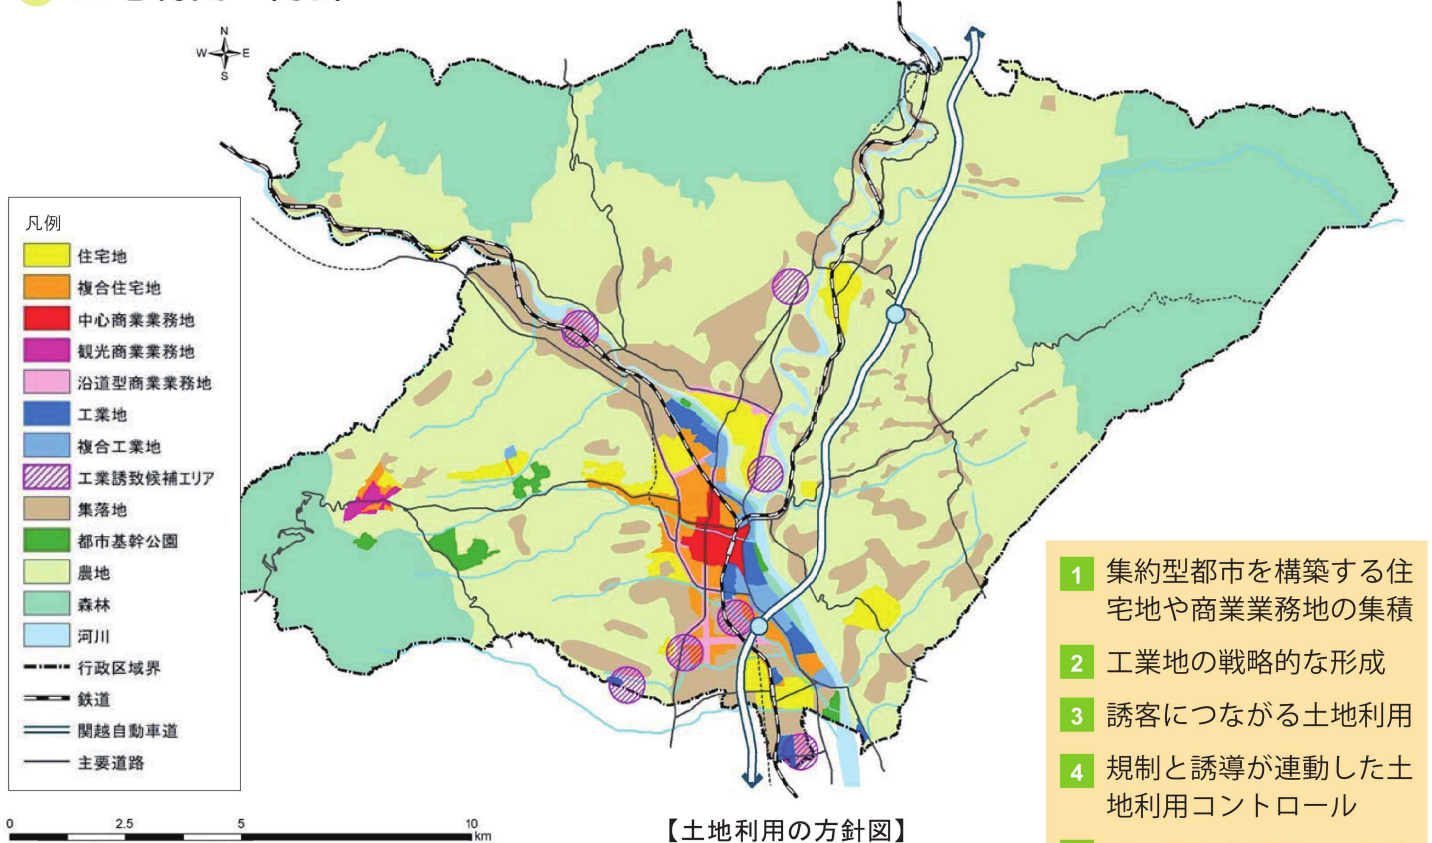 N
W E
S
凡例
住宅地
複合住宅地
中心商業業務地
観光商業業務地
沿道型商業業務地
工業地
複合工業地
工業誘致候補エリア
集落地
都市基幹公園
農地
森林
河川
行政区域界
鉄道
関越自動車道
主要道路
0 2.5 5 10
km
【土地利用の方針図】
1 集約型都市を構築する住
宅地や商業業務地の集積
2 工業地の戦略的な形成
3 誘客につながる土地利用
4 規制と誘導が連動した土
地利用コントロール